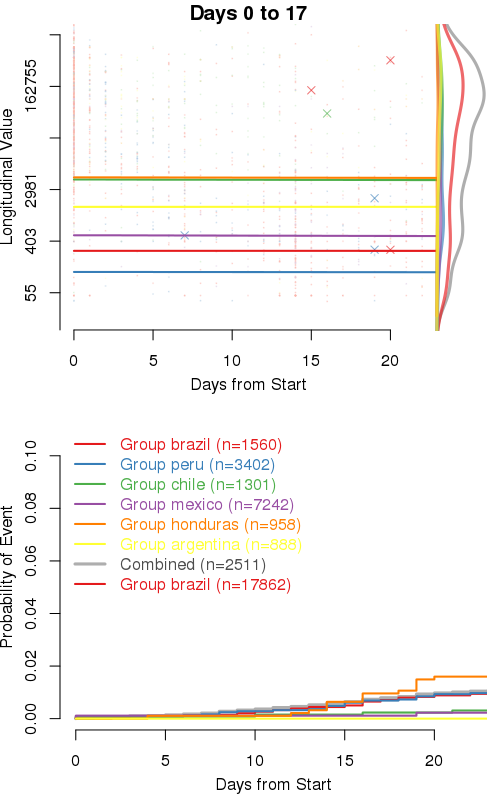 Days 0 to 17
Longitudinal Value
162755
2981
403
55
0 5 10 15 20
Days from Start
Probability of Event
0.10
0.08
0.06
0.04
0.02
0.00
Group brazil (n=1560)
Group peru (n=3402)
Group chile (n=1301)
Group mexico (n=7242)
Group honduras (n=958)
Group argentina (n=888)
Combined (n=2511)
Group brazil (n=17862)
0 5 10 15 20
Days from Start